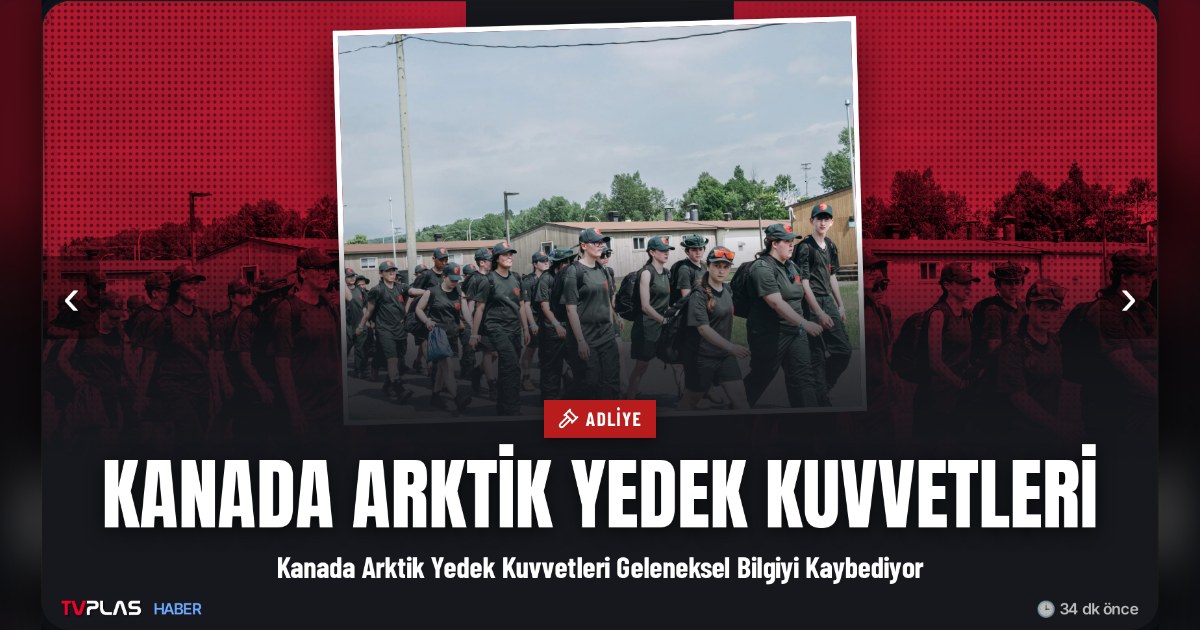 ADLİYE
KANADA ARKTİK YEDEK KUVVETLERİ
Kanada Arktik Yedek Kuvvetleri Geleneksel Bilgiyi Kaybediyor
TVPLAS HABER
34 dk önce